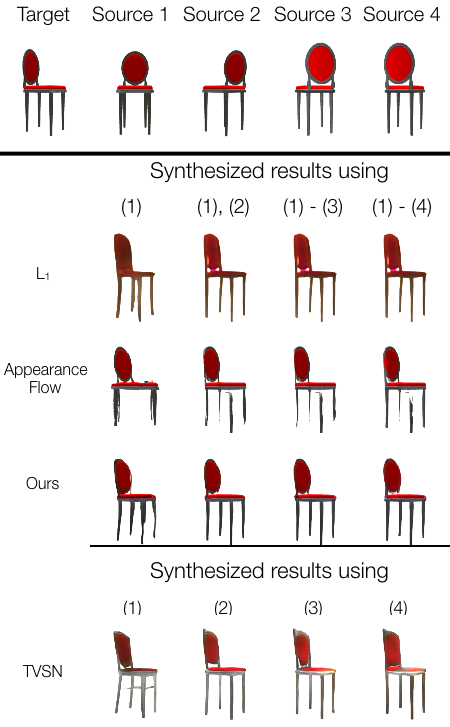 Target Source 1 Source 2 Source 3 Source 4
Synthesized results using
(1) (1), (2) (1) - (3) (1) - (4)
L₁
Appearance
Flow
Ours
Synthesized results using
(1) (2) (3) (4)
TVSN